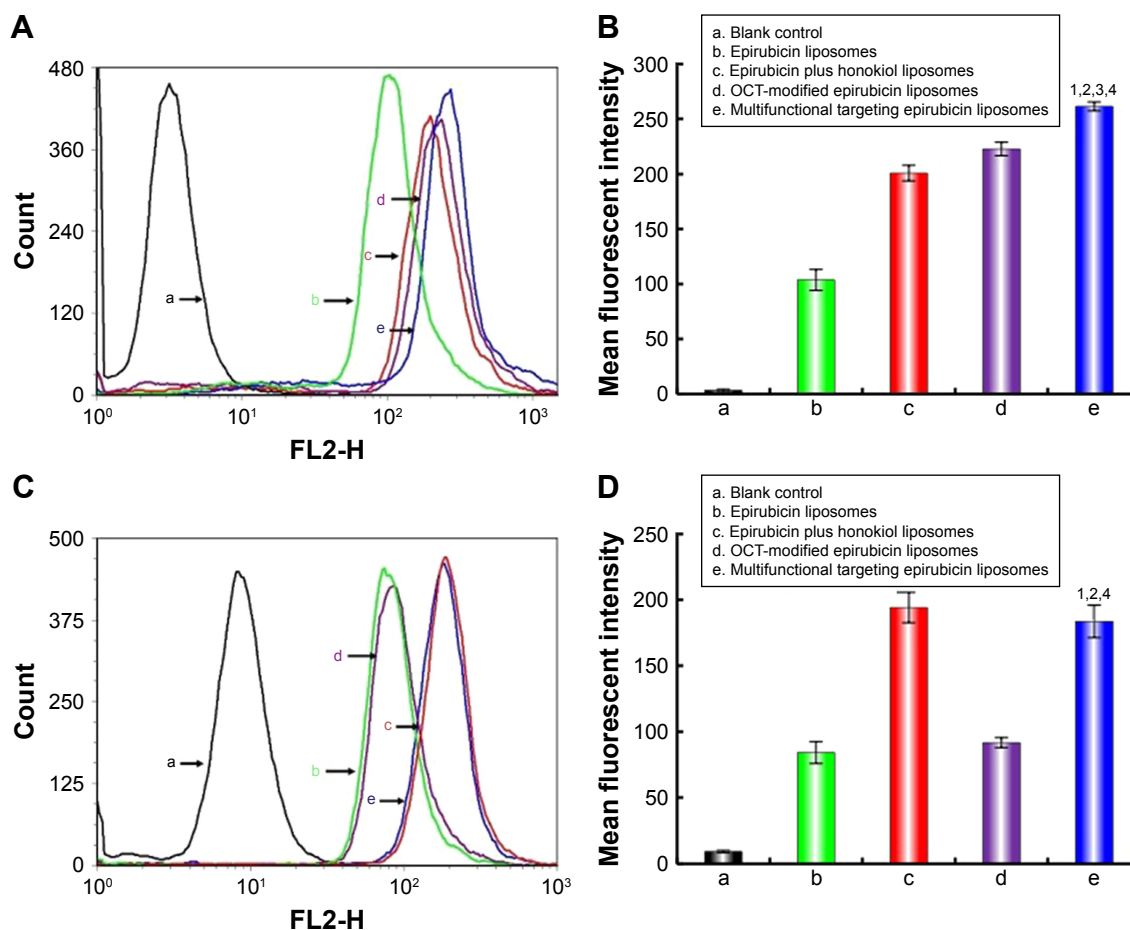 A
480
360
240
120
0
Count
a
b
c
d
e
10⁰
10¹
10²
10³
FL2-H
B
a. Blank control
b. Epirubicin liposomes
c. Epirubicin plus honokiol liposomes
d. OCT-modified epirubicin liposomes
e. Multifunctional targeting epirubicin liposomes
Mean fluorescent intensity
300
250
200
150
100
50
0
1,2,3,4
a b c d e
C
500
375
250
125
0
Count
a
b
c
d
e
10⁰
10¹
10²
10³
FL2-H
D
a. Blank control
b. Epirubicin liposomes
c. Epirubicin plus honokiol liposomes
d. OCT-modified epirubicin liposomes
e. Multifunctional targeting epirubicin liposomes
Mean fluorescent intensity
250
200
150
100
50
0
1,2,4
a b c d e